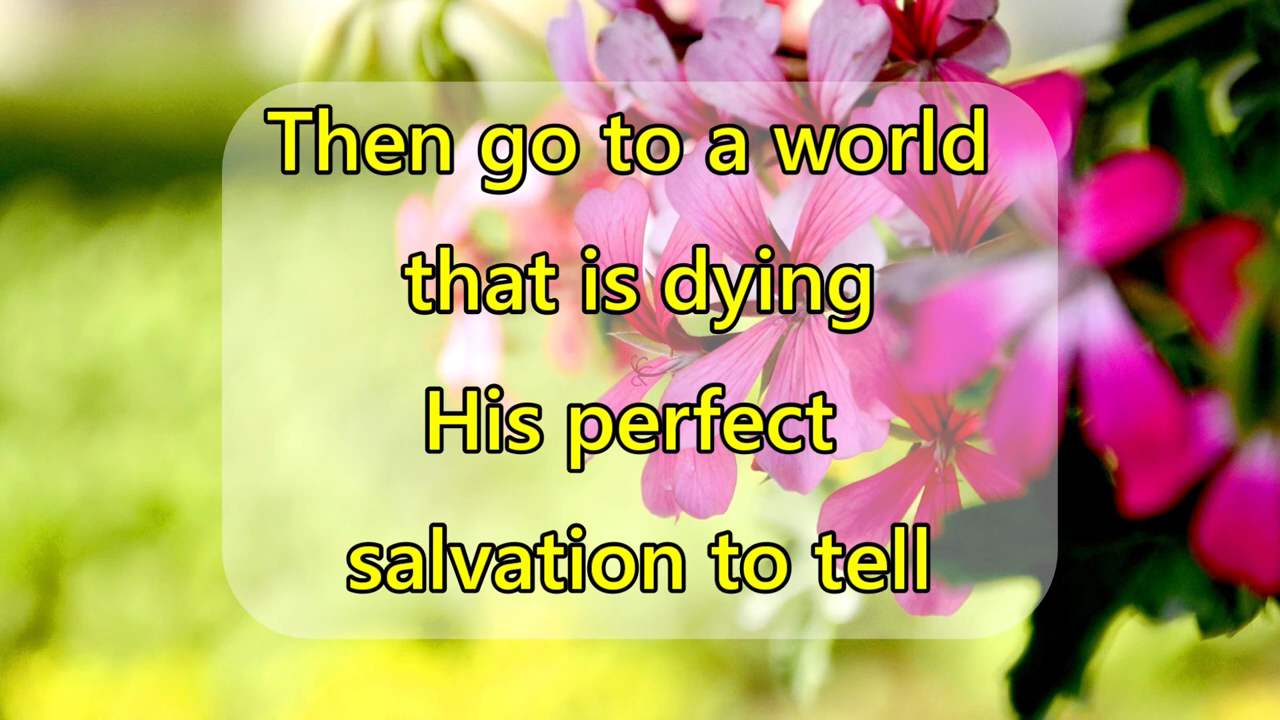 Then go to a world
that is dying
His perfect
salvation to tell